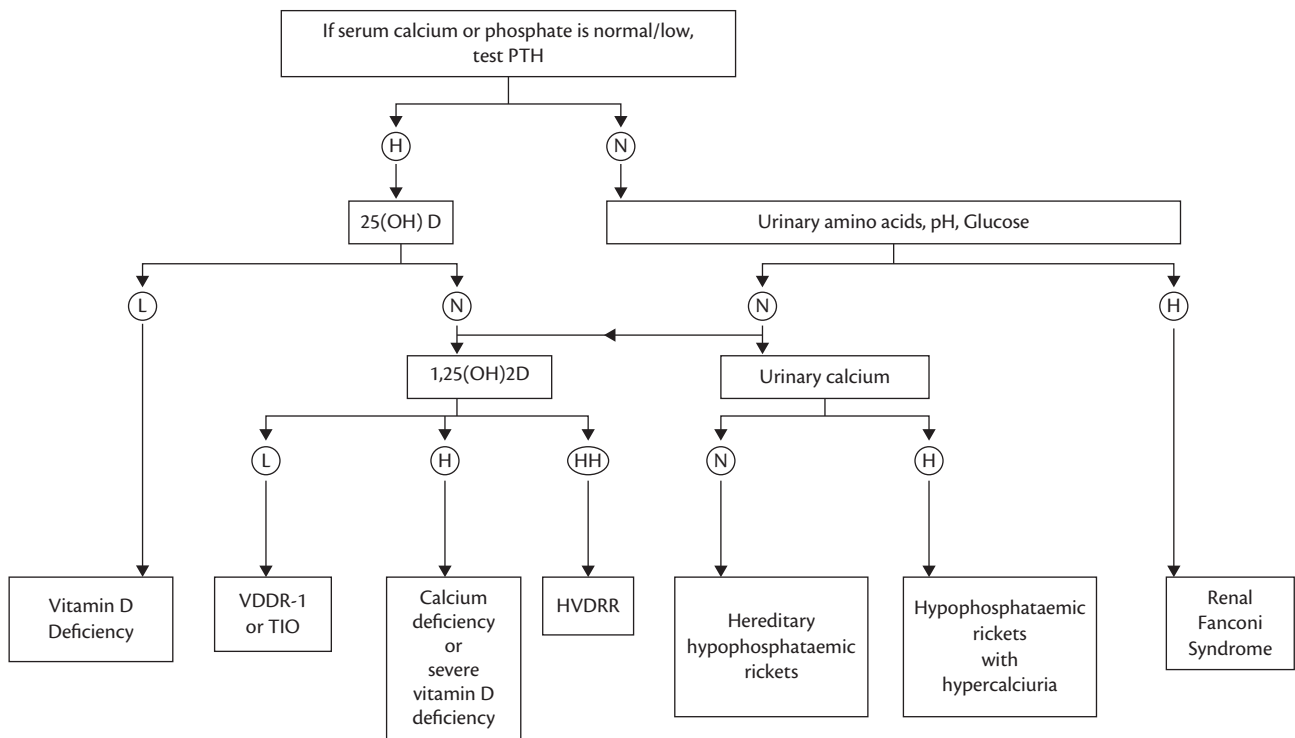 If serum calcium or phosphate is normal/low,
test PTH
H
N
25(OH) D
Urinary amino acids, pH, Glucose
L
N
N
H
1,25(OH)2D
Urinary calcium
L
H
HH
N
H
Vitamin D
Deficiency
VDDR-1
or TIO
Calcium
deficiency
or
severe
vitamin D
deficiency
HVDRR
Hereditary
hypophosphataemic
rickets
Hypophosphataemic
rickets
with
hypercalciuria
Renal
Fanconi
Syndrome